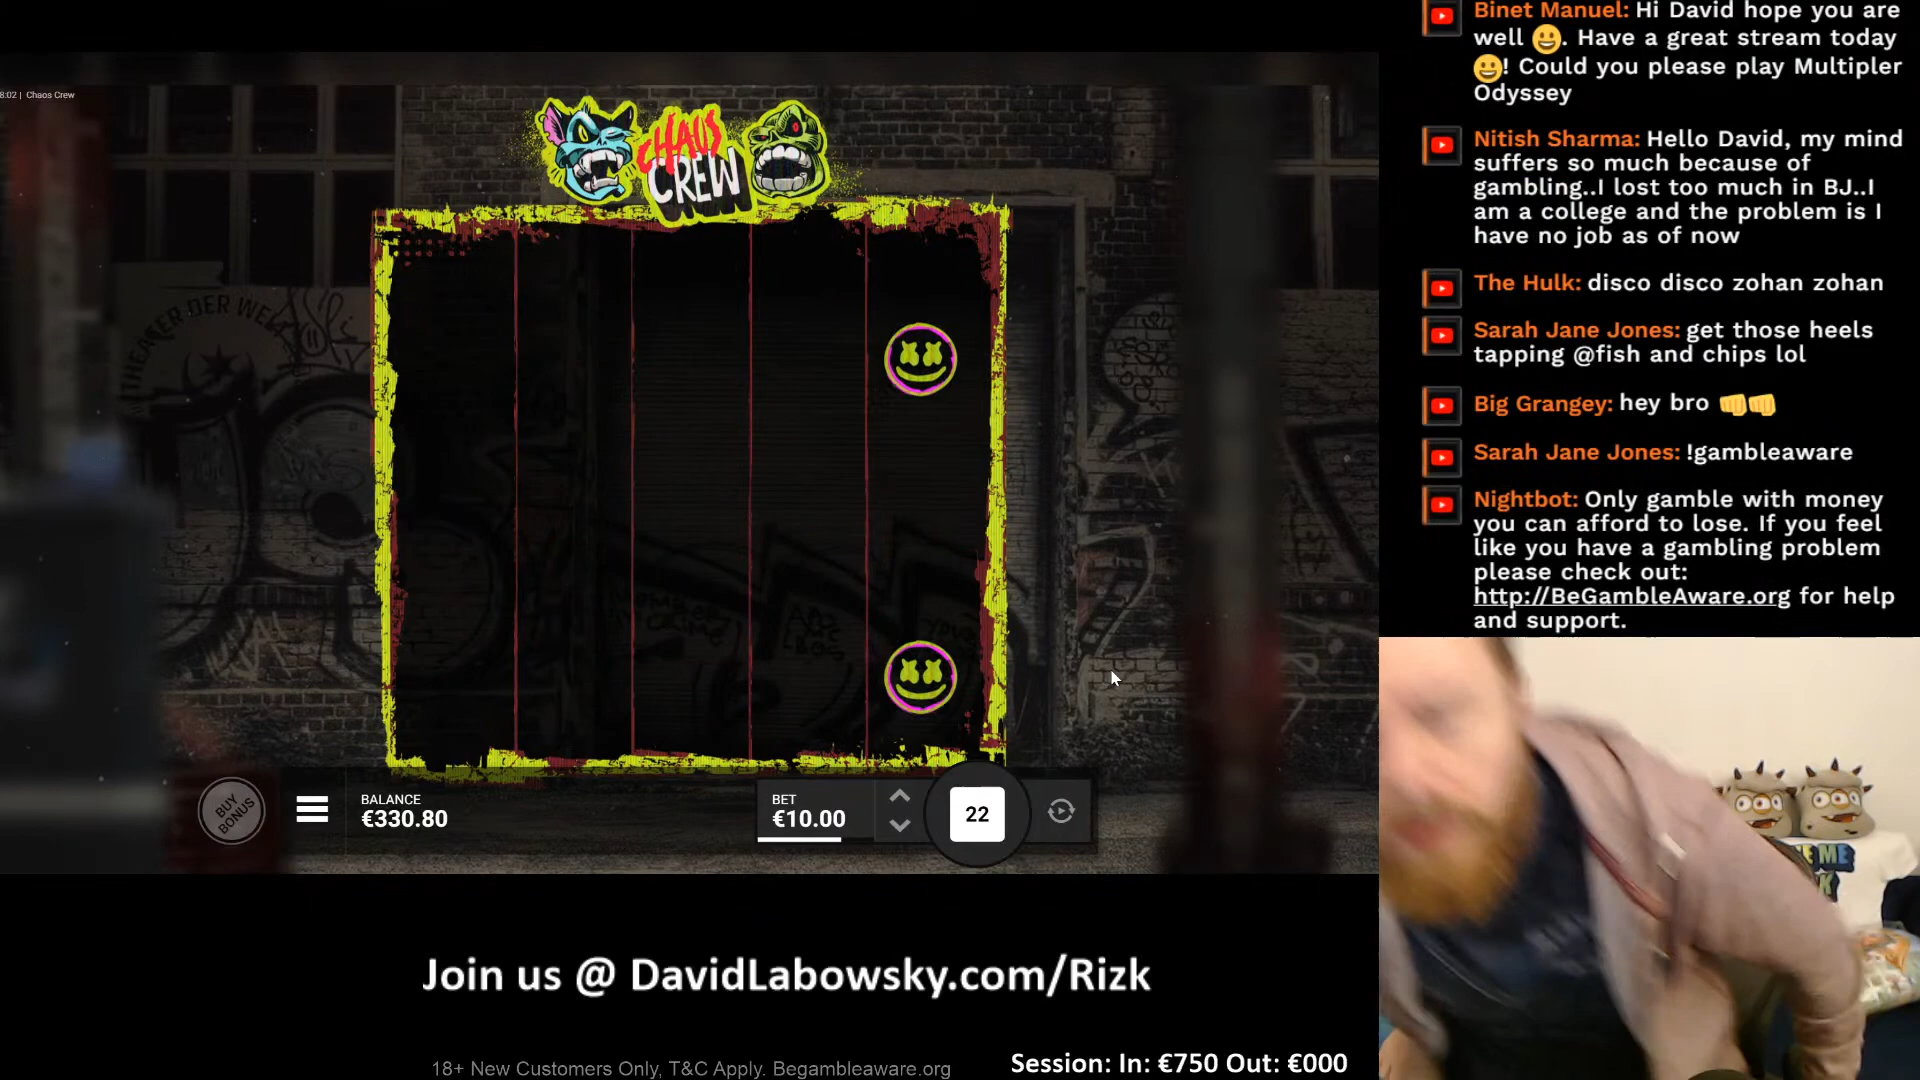 8:02 | Chaos Crew
CHAOS
CREW
THEATER DER WEL
BUY
BONUS
BALANCE
€330.80
BET
€10.00
22
Join us @ DavidLabowsky.com/Rizk
18+ New Customers Only, T&C Apply. Begambleaware.org
Session: In: €750 Out: €000
Binet Manuel: Hi David hope you are
well 😀. Have a great stream today
😀! Could you please play Multipler
Odyssey
Nitish Sharma: Hello David, my mind
suffers so much because of
gambling..I lost too much in BJ..I
am a college and the problem is I
have no job as of now
The Hulk: disco disco zohan zohan
Sarah Jane Jones: get those heels
tapping @fish and chips lol
Big Grangey: hey bro 👊👊
Sarah Jane Jones: !gambleaware
Nightbot: Only gamble with money
you can afford to lose. If you feel
like you have a gambling problem
please check out:
http://BeGambleAware.org for help
and support.
ME